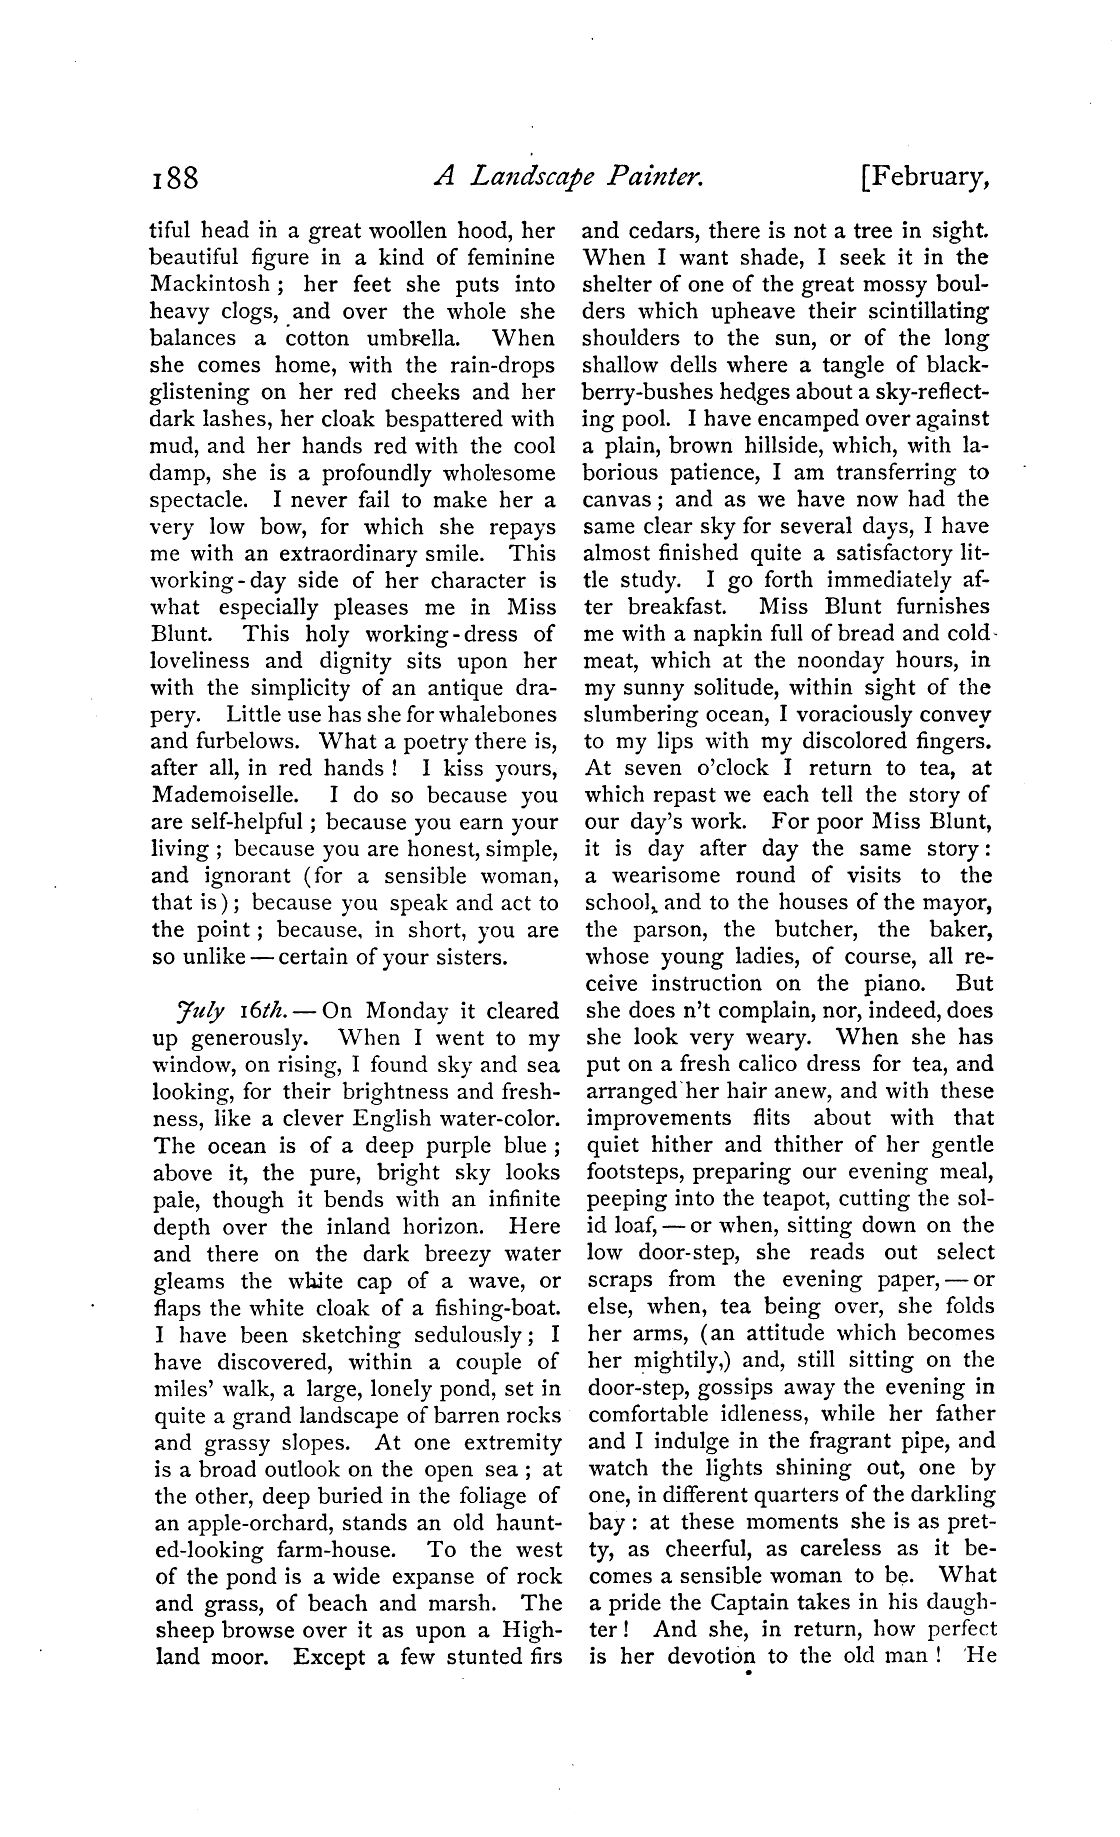 188 A Landscape Painter. [February,
tiful head in a great woollen hood, her
beautiful figure in a kind of feminine
Mackintosh ; her feet she puts into
heavy clogs, and over the whole she
balances a cotton umbrella. When
she comes home, with the rain-drops
glistening on her red cheeks and her
dark lashes, her cloak bespattered with
mud, and her hands red with the cool
damp, she is a profoundly wholesome
spectacle. I never fail to make her a
very low bow, for which she repays
me with an extraordinary smile. This
working-day side of her character is
what especially pleases me in Miss
Blunt. This holy working-dress of
loveliness and dignity sits upon her
with the simplicity of an antique dra-
pery. Little use has she for whalebones
and furbelows. What a poetry there is,
after all, in red hands ! I kiss yours,
Mademoiselle. I do so because you
are self-helpful ; because you earn your
living ; because you are honest, simple,
and ignorant (for a sensible woman,
that is) ; because you speak and act to
the point ; because, in short, you are
so unlike — certain of your sisters.
July 16th. — On Monday it cleared
up generously. When I went to my
window, on rising, I found sky and sea
looking, for their brightness and fresh-
ness, like a clever English water-color.
The ocean is of a deep purple blue ;
above it, the pure, bright sky looks
pale, though it bends with an infinite
depth over the inland horizon. Here
and there on the dark breezy water
gleams the white cap of a wave, or
flaps the white cloak of a fishing-boat.
I have been sketching sedulously ; I
have discovered, within a couple of
miles' walk, a large, lonely pond, set in
quite a grand landscape of barren rocks
and grassy slopes. At one extremity
is a broad outlook on the open sea ; at
the other, deep buried in the foliage of
an apple-orchard, stands an old haunt-
ed-looking farm-house. To the west
of the pond is a wide expanse of rock
and grass, of beach and marsh. The
sheep browse over it as upon a High-
land moor. Except a few stunted firs
and cedars, there is not a tree in sight.
When I want shade, I seek it in the
shelter of one of the great mossy boul-
ders which upheave their scintillating
shoulders to the sun, or of the long
shallow dells where a tangle of black-
berry-bushes hedges about a sky-reflect-
ing pool. I have encamped over against
a plain, brown hillside, which, with la-
borious patience, I am transferring to
canvas ; and as we have now had the
same clear sky for several days, I have
almost finished quite a satisfactory lit-
tle study. I go forth immediately af-
ter breakfast. Miss Blunt furnishes
me with a napkin full of bread and cold
meat, which at the noonday hours, in
my sunny solitude, within sight of the
slumbering ocean, I voraciously convey
to my lips with my discolored fingers.
At seven o'clock I return to tea, at
which repast we each tell the story of
our day's work. For poor Miss Blunt,
it is day after day the same story :
a wearisome round of visits to the
school, and to the houses of the mayor,
the parson, the butcher, the baker,
whose young ladies, of course, all re-
ceive instruction on the piano. But
she does n't complain, nor, indeed, does
she look very weary. When she has
put on a fresh calico dress for tea, and
arranged her hair anew, and with these
improvements flits about with that
quiet hither and thither of her gentle
footsteps, preparing our evening meal,
peeping into the teapot, cutting the sol-
id loaf, — or when, sitting down on the
low door-step, she reads out select
scraps from the evening paper, — or
else, when, tea being over, she folds
her arms, (an attitude which becomes
her mightily,) and, still sitting on the
door-step, gossips away the evening in
comfortable idleness, while her father
and I indulge in the fragrant pipe, and
watch the lights shining out, one by
one, in different quarters of the darkling
bay : at these moments she is as pret-
ty, as cheerful, as careless as it be-
comes a sensible woman to be. What
a pride the Captain takes in his daugh-
ter ! And she, in return, how perfect
is her devotion to the old man ! He